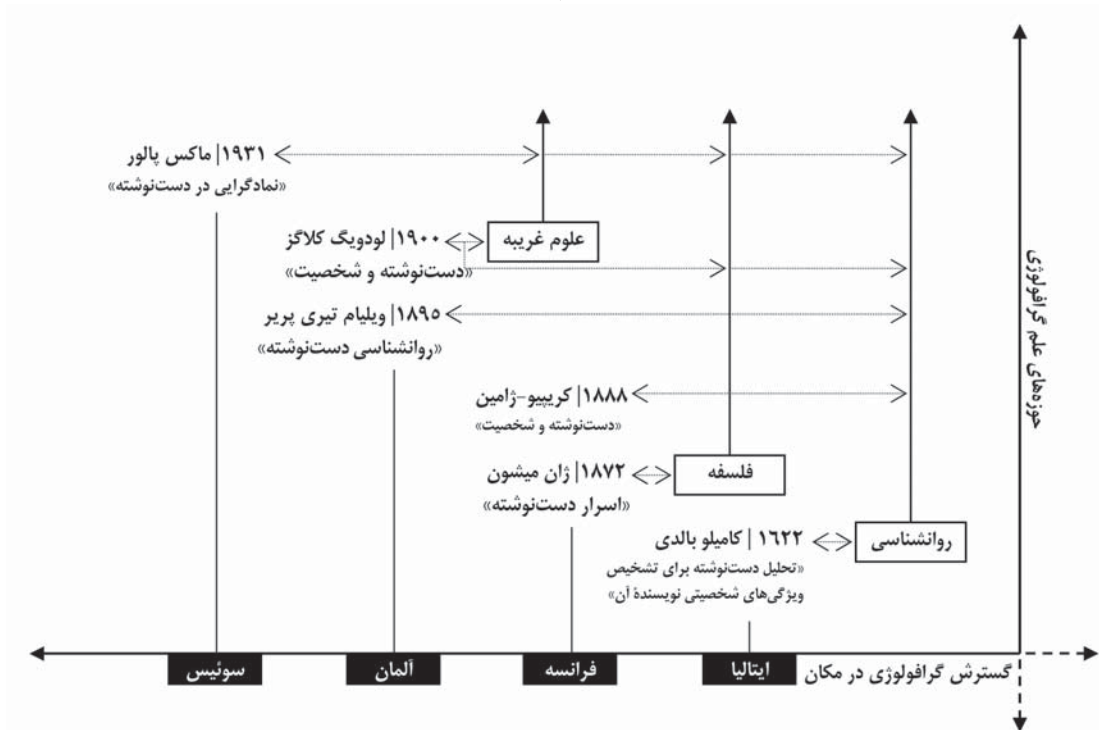 ۱۹۳۱| ماکس پالور
«نمادگرایی در دست‌نوشته»
علوم غریبه
۱۹۰۰| لودویگ کلاگز
«دست‌نوشته و شخصیت»
۱۸۹۵| ویلیام تیری پریر
«روانشناسی دست‌نوشته»
۱۸۸۸| کریپیو-ژامین
«دست‌نوشته و شخصیت»
فلسفه
۱۸۷۲| ژان میشون
«اسرار دست‌نوشته»
روانشناسی
۱۶۲۲| کامیلو بالدی
«تحلیل دست‌نوشته برای تشخیص
ویژگی‌های شخصیتی نویسندهٔ آن»
حوزه‌های علم گرافولوژی
گسترش گرافولوژی در مکان
ایتالیا
فرانسه
آلمان
سوئیس